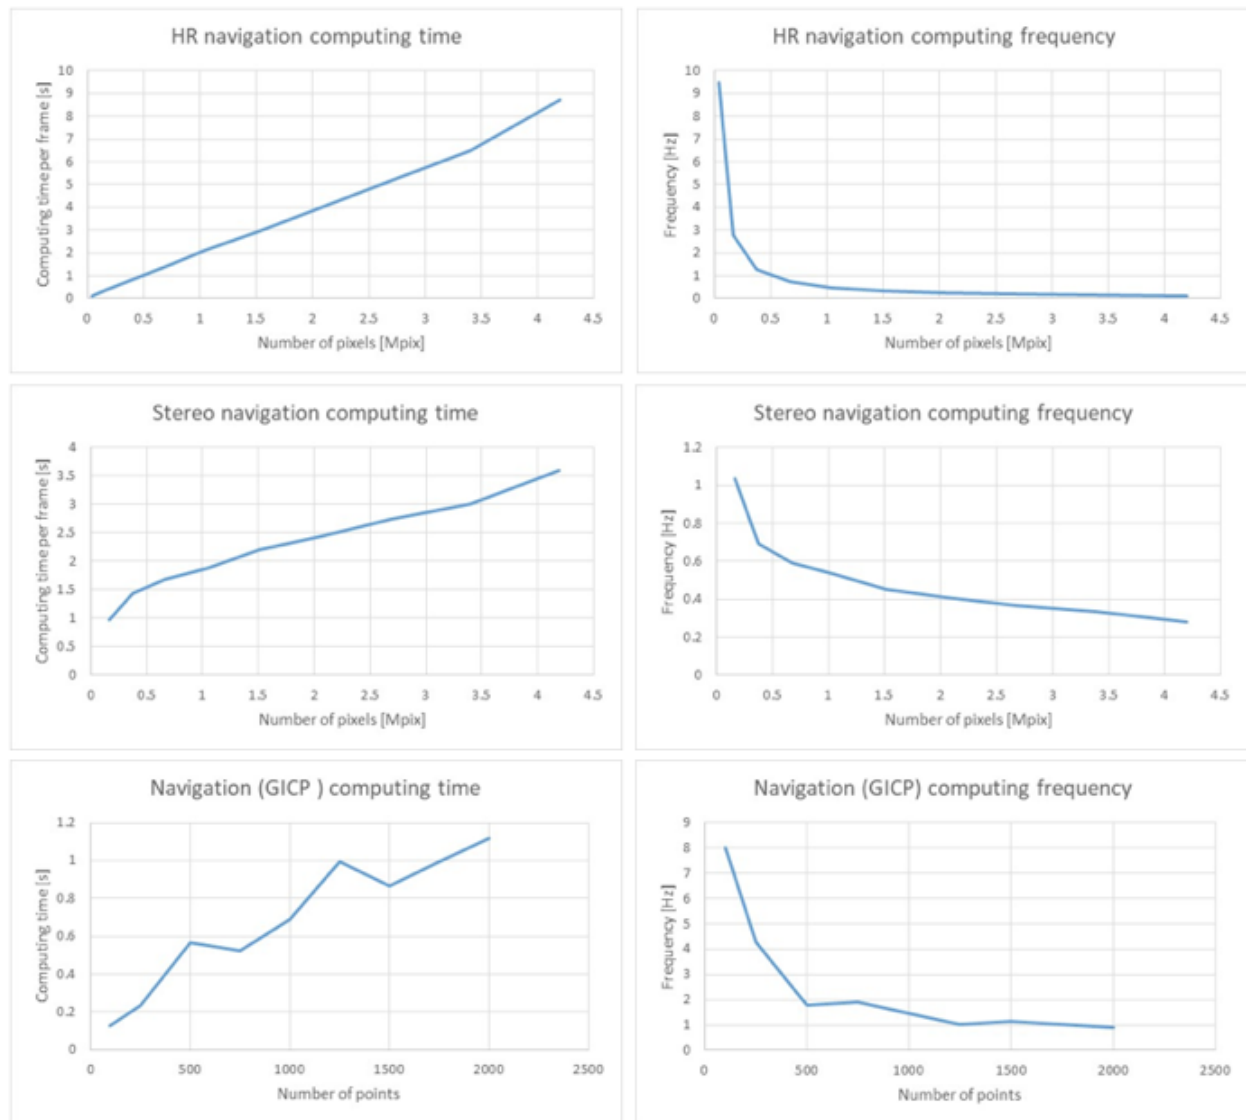 HR navigation computing time
Computing time per frame [s]
10
9
8
7
6
5
4
3
2
1
0
0 0.5 1 1.5 2 2.5 3 3.5 4 4.5
Number of pixels [Mpix]
HR navigation computing frequency
Frequency [Hz]
10
9
8
7
6
5
4
3
2
1
0
0 0.5 1 1.5 2 2.5 3 3.5 4 4.5
Number of pixels [Mpix]
Stereo navigation computing time
Computing time per frame [s]
4
3.5
3
2.5
2
1.5
1
0.5
0
0 0.5 1 1.5 2 2.5 3 3.5 4 4.5
Number of pixels [Mpix]
Stereo navigation computing frequency
Frequency [Hz]
1.2
1
0.8
0.6
0.4
0.2
0
0 0.5 1 1.5 2 2.5 3 3.5 4 4.5
Number of pixels [Mpix]
Navigation (GICP ) computing time
Computing time [s]
1.2
1
0.8
0.6
0.4
0.2
0
0 500 1000 1500 2000 2500
Number of points
Navigation (GICP) computing frequency
Frequency [Hz]
9
8
7
6
5
4
3
2
1
0
0 500 1000 1500 2000 2500
Number of points